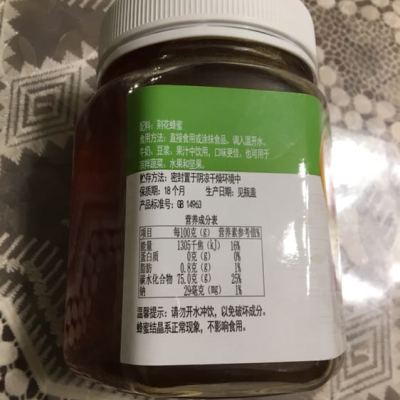 配料：荆花蜂蜜
食用方法：直接食用或涂抹食品、调入温开水、
牛奶、豆浆、果汁中饮用，口味更佳，也可用于
蔬菜、水果和坚果。
贮存方法：密封置于阴凉干燥环境中
保质期：18个月 生产日期：见瓶盖
产品标准号：GB 14963
营养成分表
项目 每100克(g) 营养素参考值%
能量 1305千焦(kJ) 16%
蛋白质 0克(g) 0%
脂肪 0.8克(g) 1%
碳水化合物 75.0克(g) 25%
钠 29毫克(mg) 1%
温馨提示：请勿开水冲饮，以免破坏成分。
蜂蜜结晶系正常现象，不影响食用。